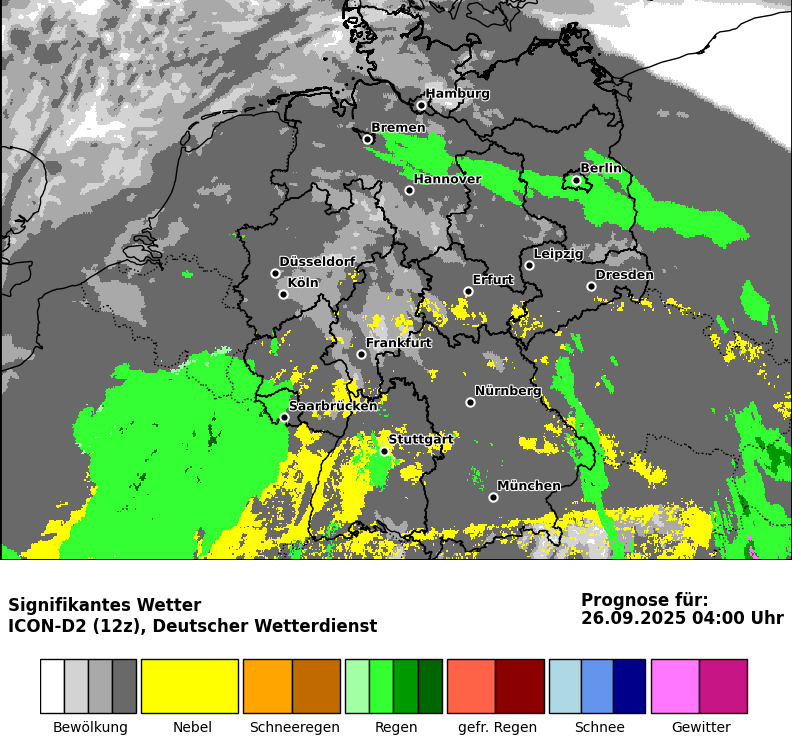 Hamburg
Bremen
Berlin
Hannover
Leipzig
Düsseldorf
Dresden
Erfurt
Köln
Frankfurt
Nürnberg
Saarbrücken
Stuttgart
München
Signifikantes Wetter
ICON-D2 (12z), Deutscher Wetterdienst
Prognose für:
26.09.2025 04:00 Uhr
Bewölkung Nebel Schneeregen Regen gefr. Regen Schnee Gewitter